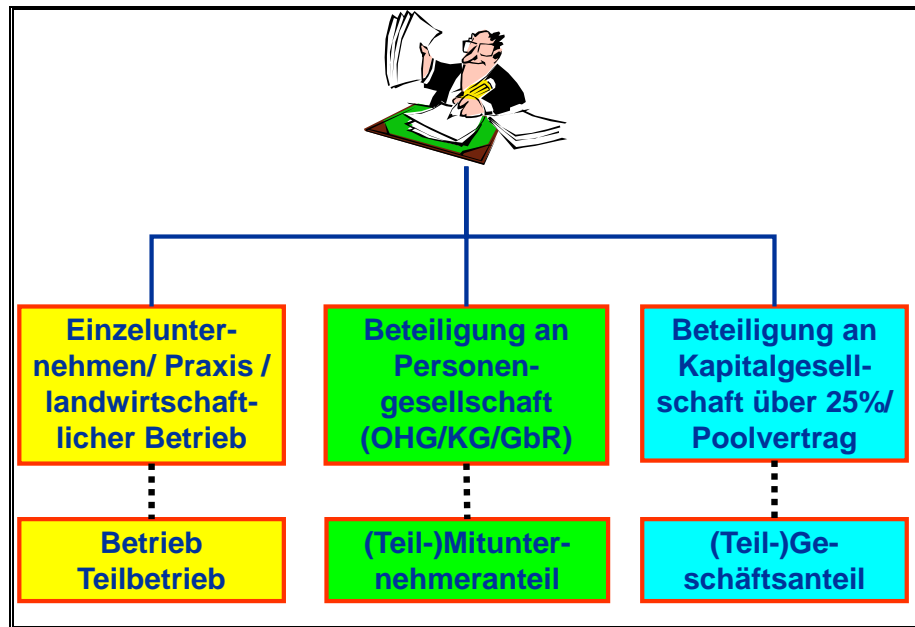 Einzelunter-
nehmen/ Praxis /
landwirtschaft-
licher Betrieb
Beteiligung an
Personen-
gesellschaft
(OHG/KG/GbR)
Beteiligung an
Kapitalgesell-
schaft über 25%/
Poolvertrag
Betrieb
Teilbetrieb
(Teil-)Mitunter-
nehmeranteil
(Teil-)Ge-
schäftsanteil